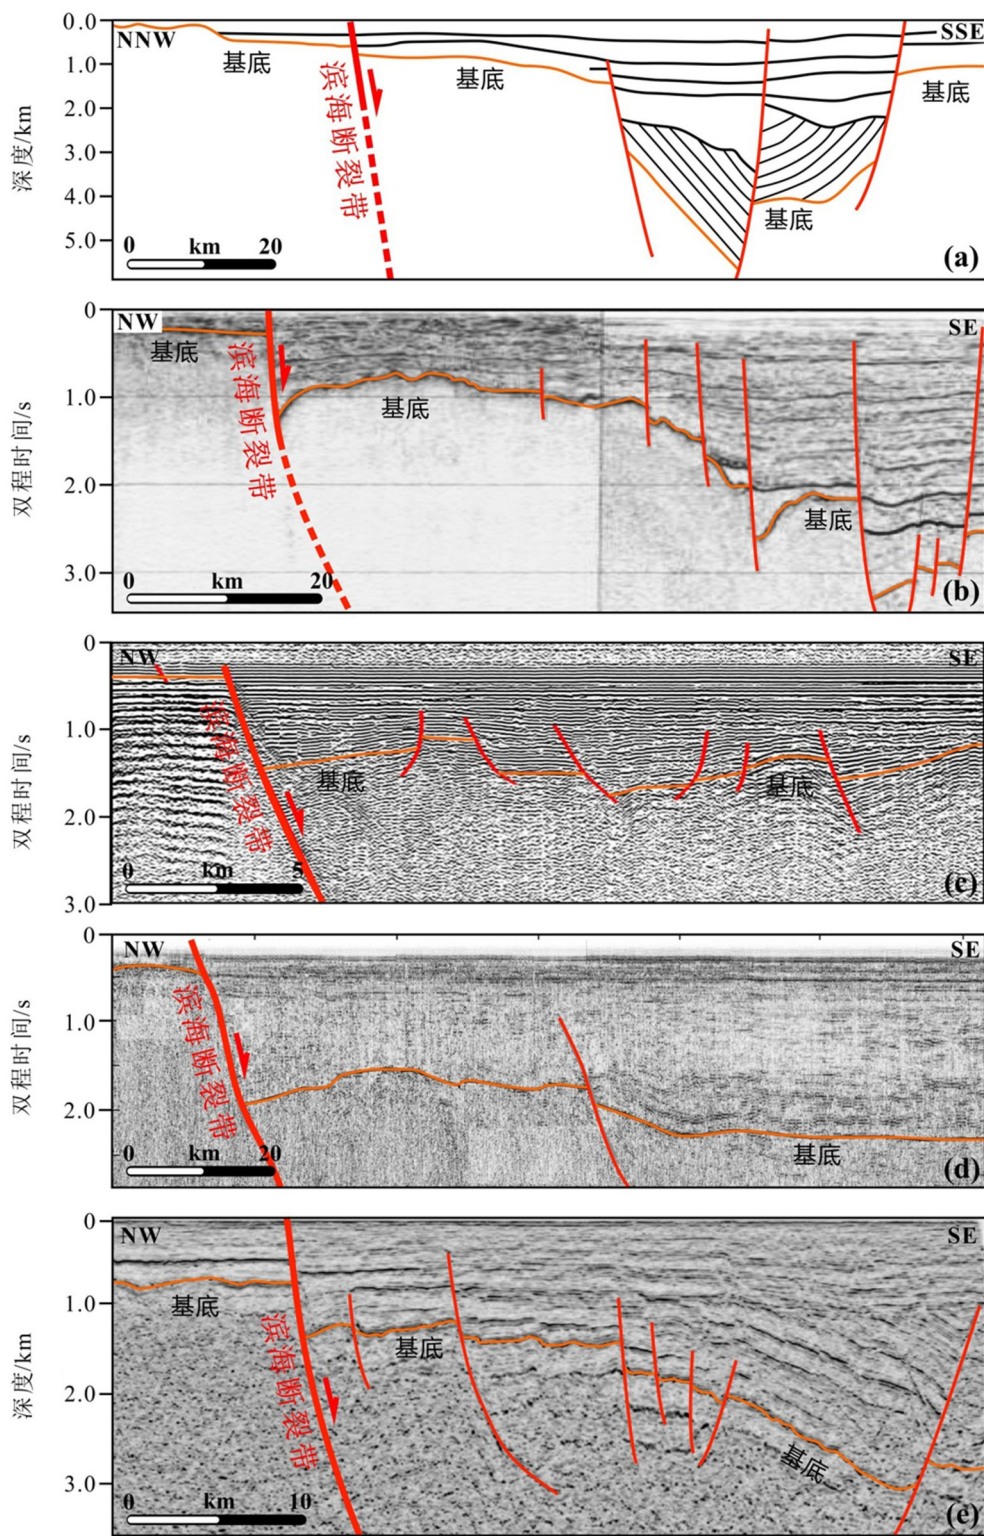 0.0
NNW
SSE
基底
基底
基底
1.0
2.0
3.0
4.0
5.0
深度/km
滨海断裂带
基底
0 km 20
(a)
0
NW
SE
基底
基底
1.0
2.0
3.0
双程时间/s
滨海断裂带
基底
0 km 20
(b)
0
NW
SE
1.0
2.0
3.0
双程时间/s
滨海断裂带
基底
基底
0 km 5
(c)
0
NW
SE
1.0
2.0
双程时间/s
滨海断裂带
基底
0 km 20
(d)
0
NW
SE
基底
1.0
2.0
3.0
深度/km
滨海断裂带
基底
基底
0 km 10
(e)